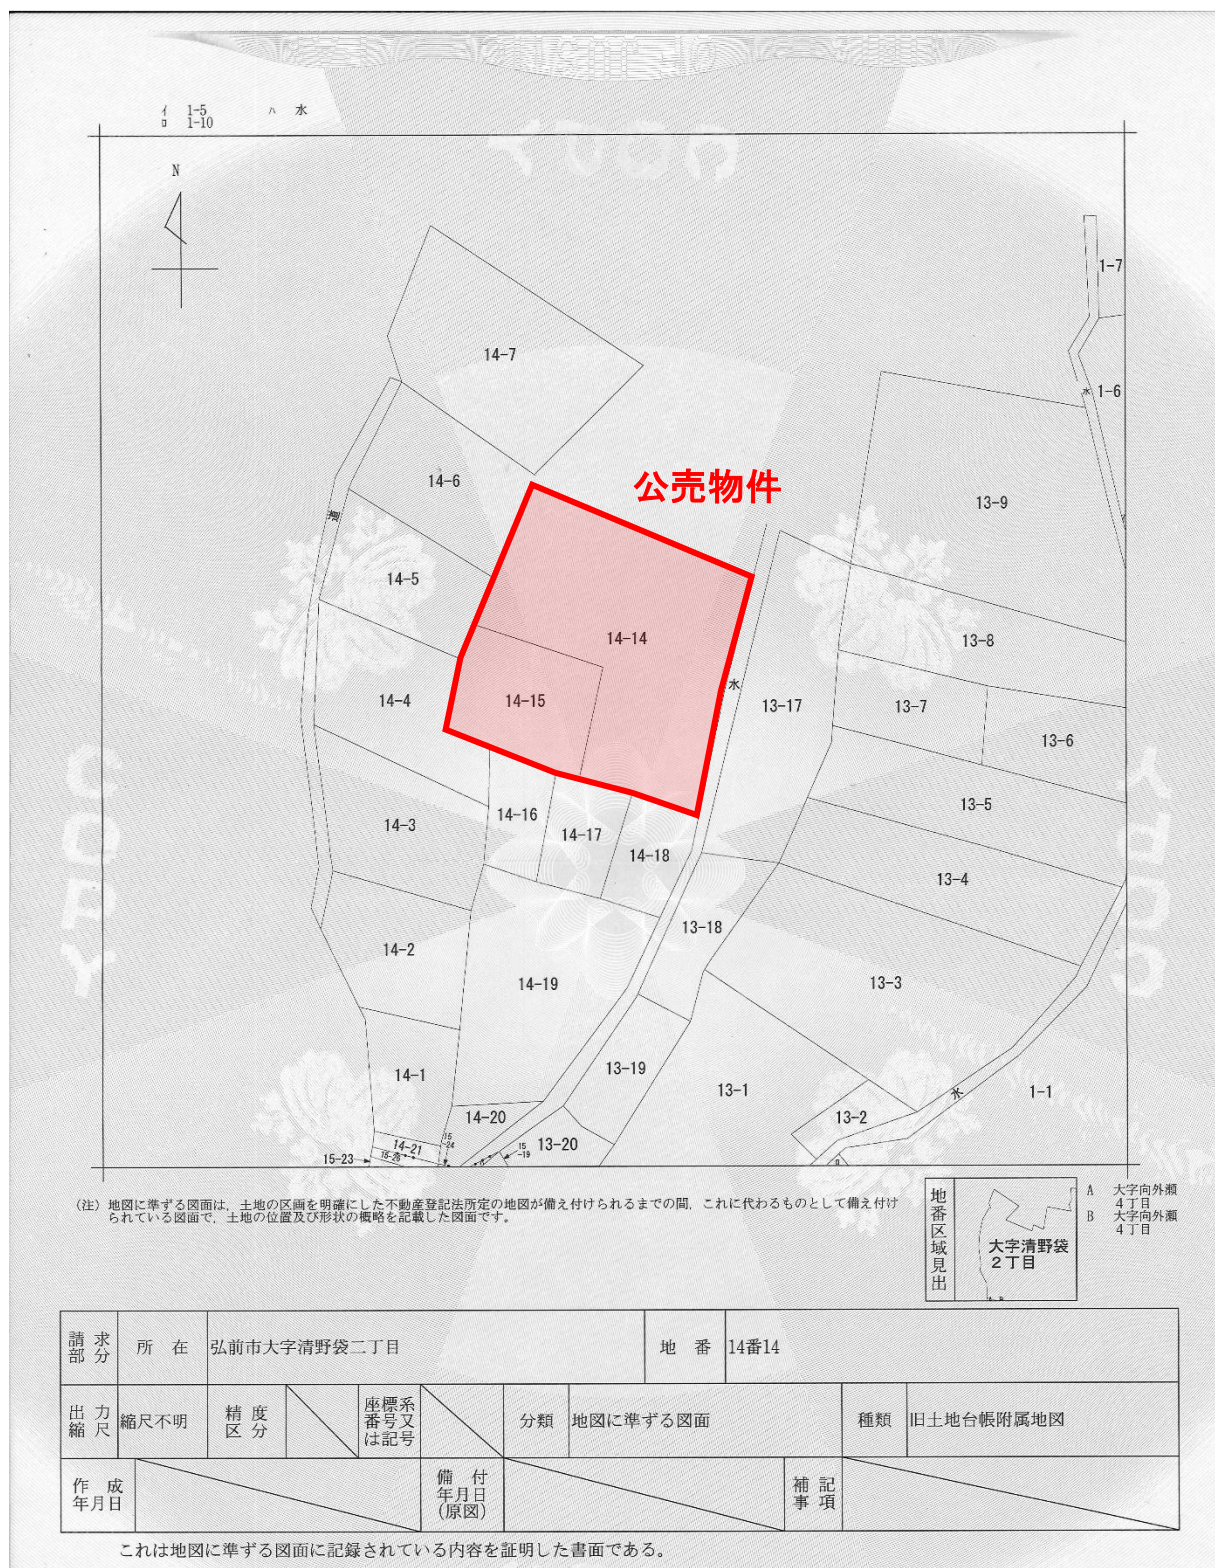 イ 1-5 ハ 水
ロ 1-10
N
1-7
14-7
1-6
水
14-6
公売物件
13-9
道
14-5
14-14
13-8
14-15
水
14-4
13-17
13-7
13-6
14-3
14-16
14-17
13-5
14-18
13-4
14-2
13-18
14-19
13-3
14-1
13-19
13-1
水
1-1
14-20
13-2
14-21
15-24
13-20
15-19
15-23
COPY
COPY
COPY
(注) 地図に準ずる図面は、土地の区画を明確にした不動産登記法所定の地図が備え付けられるまでの間、これに代わるものとして備え付け
られている図面で、土地の位置及び形状の概略を記載した図面です。
地番区域見出
大字清野袋
2丁目
A 大字向外瀬
4丁目
B 大字向外瀬
4丁目
請求部分 所在 弘前市大字清野袋二丁目 地番 14番14
出力縮尺 縮尺不明 精度区分 座標系番号又は記号 分類 地図に準ずる図面 種類 旧土地台帳附属地図
作成年月日 備付年月日(原図) 補記事項
これは地図に準ずる図面に記録されている内容を証明した書面である。